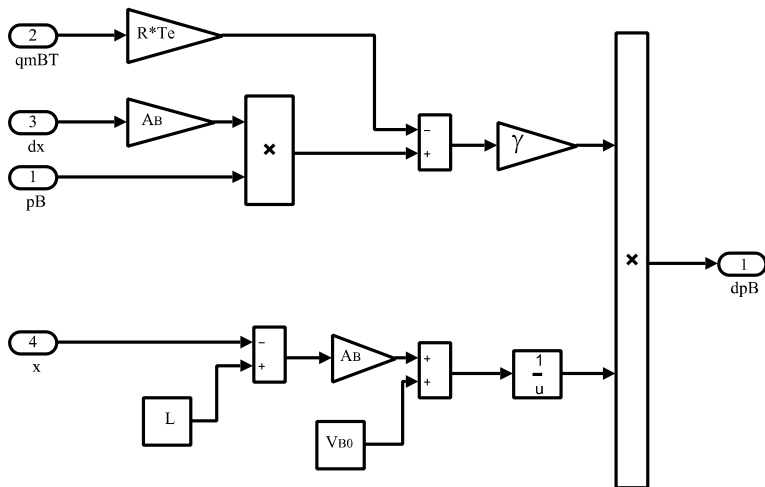 2
qmBT
R*Te
3
dx
AB
×
1
pB
−
+
γ
×
1
dpB
4
x
−
+
L
AB
+
+
VB0
1
u